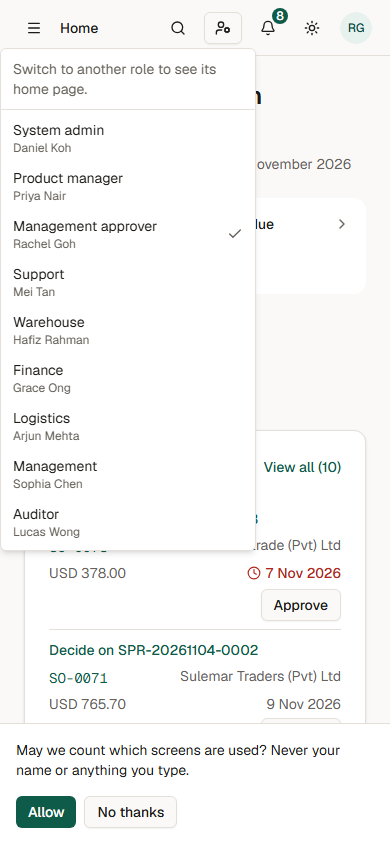 Home
8
RG
Switch to another role to see its
home page.
System admin
Daniel Koh
Product manager
Priya Nair
ovember 2026
Management approver
Rachel Goh
Support
Mei Tan
Warehouse
Hafiz Rahman
Finance
Grace Ong
Logistics
Arjun Mehta
Management
Sophia Chen
View all (10)
Auditor
Lucas Wong
rade (Pvt) Ltd
USD 378.00
7 Nov 2026
Approve
Decide on SPR-20261104-0002
SO-0071
Sulemar Traders (Pvt) Ltd
USD 765.70
9 Nov 2026
May we count which screens are used? Never your
name or anything you type.
Allow
No thanks